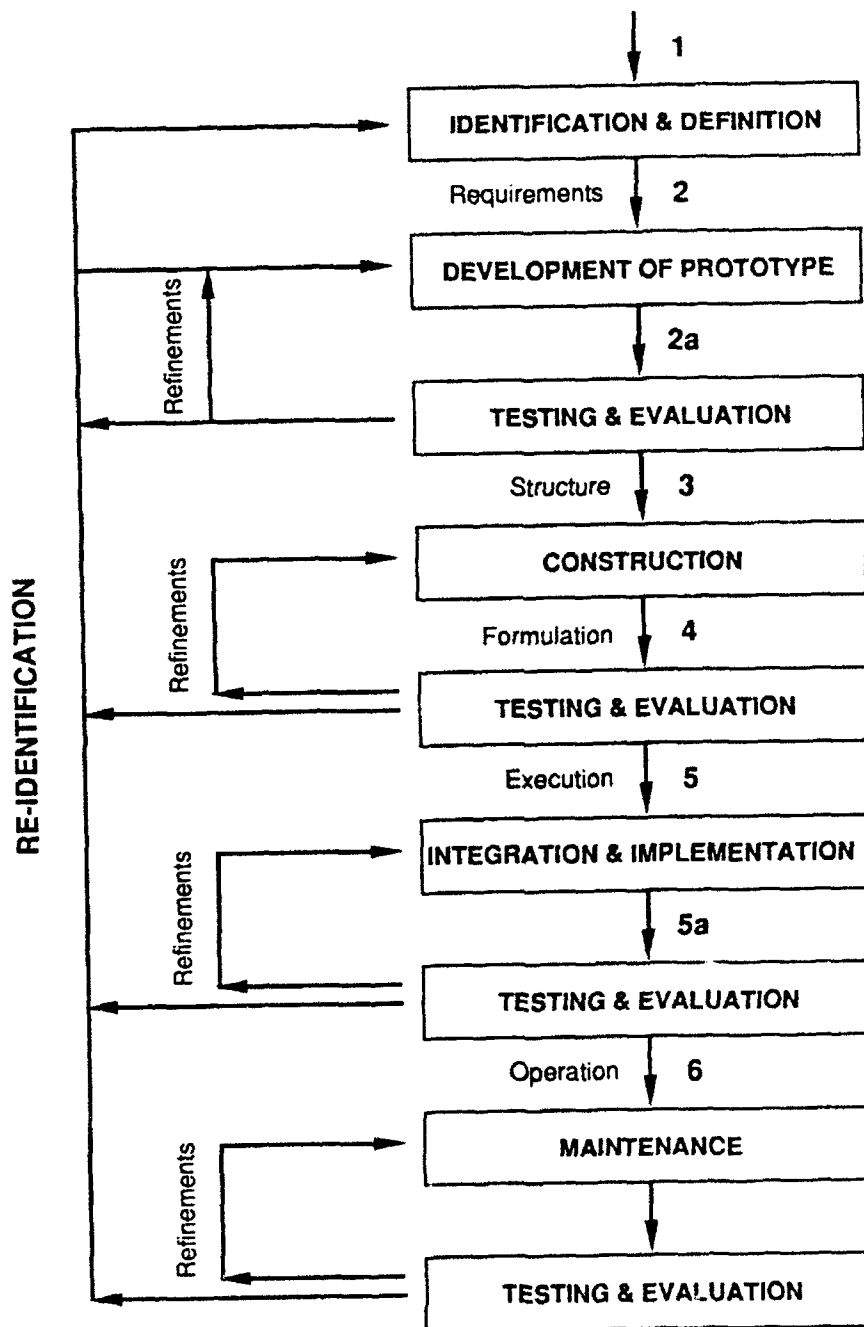 1
IDENTIFICATION & DEFINITION
Requirements 2
DEVELOPMENT OF PROTOTYPE
Refinements
2a
TESTING & EVALUATION
Structure 3
CONSTRUCTION
Refinements
Formulation 4
TESTING & EVALUATION
RE-IDENTIFICATION
Execution 5
INTEGRATION & IMPLEMENTATION
Refinements
5a
TESTING & EVALUATION
Operation 6
MAINTENANCE
Refinements
TESTING & EVALUATION